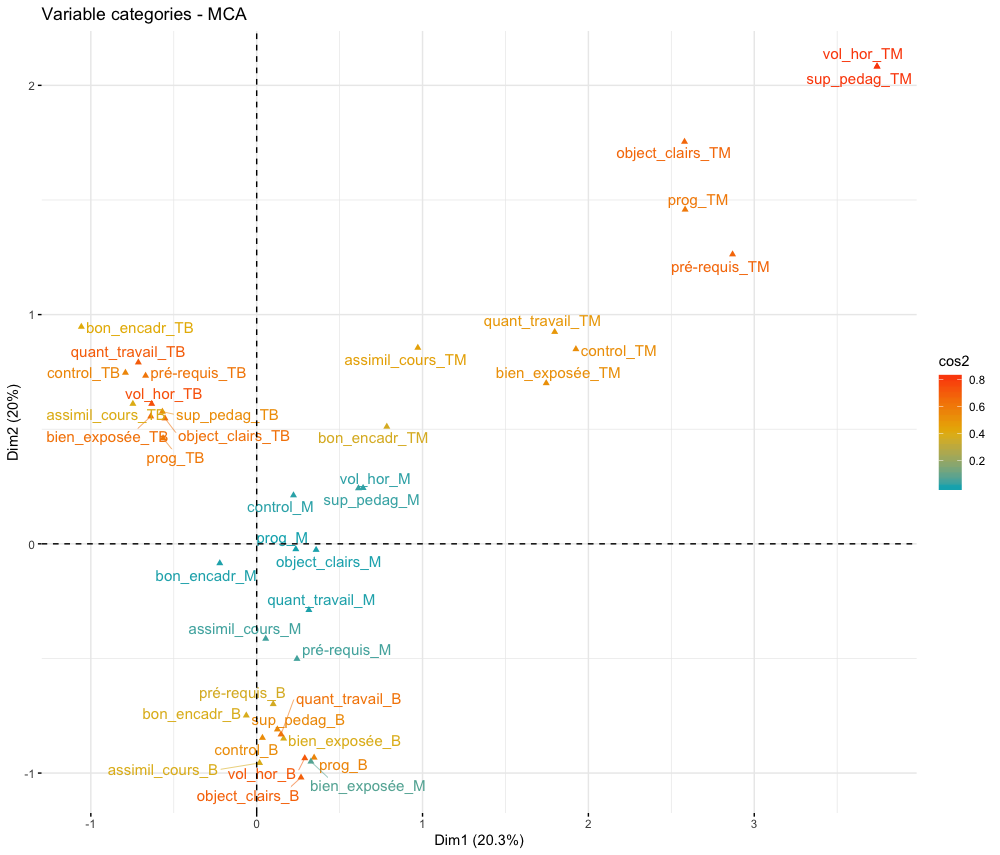 Variable categories - MCA
vol_hor_TM
sup_pedag_TM
object_clairs_TM
prog_TM
pré-requis_TM
quant_travail_TM
control_TM
assimil_cours_TM
bien_exposée_TM
bon_encadr_TM
bon_encadr_TB
quant_travail_TB
control_TB
pré-requis_TB
vol_hor_TB
assimil_cours_TB
sup_pedag_TB
bien_exposée_TB
object_clairs_TB
prog_TB
vol_hor_M
sup_pedag_M
control_M
prog_M
object_clairs_M
bon_encadr_M
quant_travail_M
assimil_cours_M
pré-requis_M
pré-requis_B
quant_travail_B
bon_encadr_B
sup_pedag_B
bien_exposée_B
control_B
prog_B
assimil_cours_B
vol_hor_B
bien_exposée_M
object_clairs_B
2
1
0
-1
Dim2 (20%)
-1
0
1
2
3
Dim1 (20.3%)
cos2
0.8
0.6
0.4
0.2